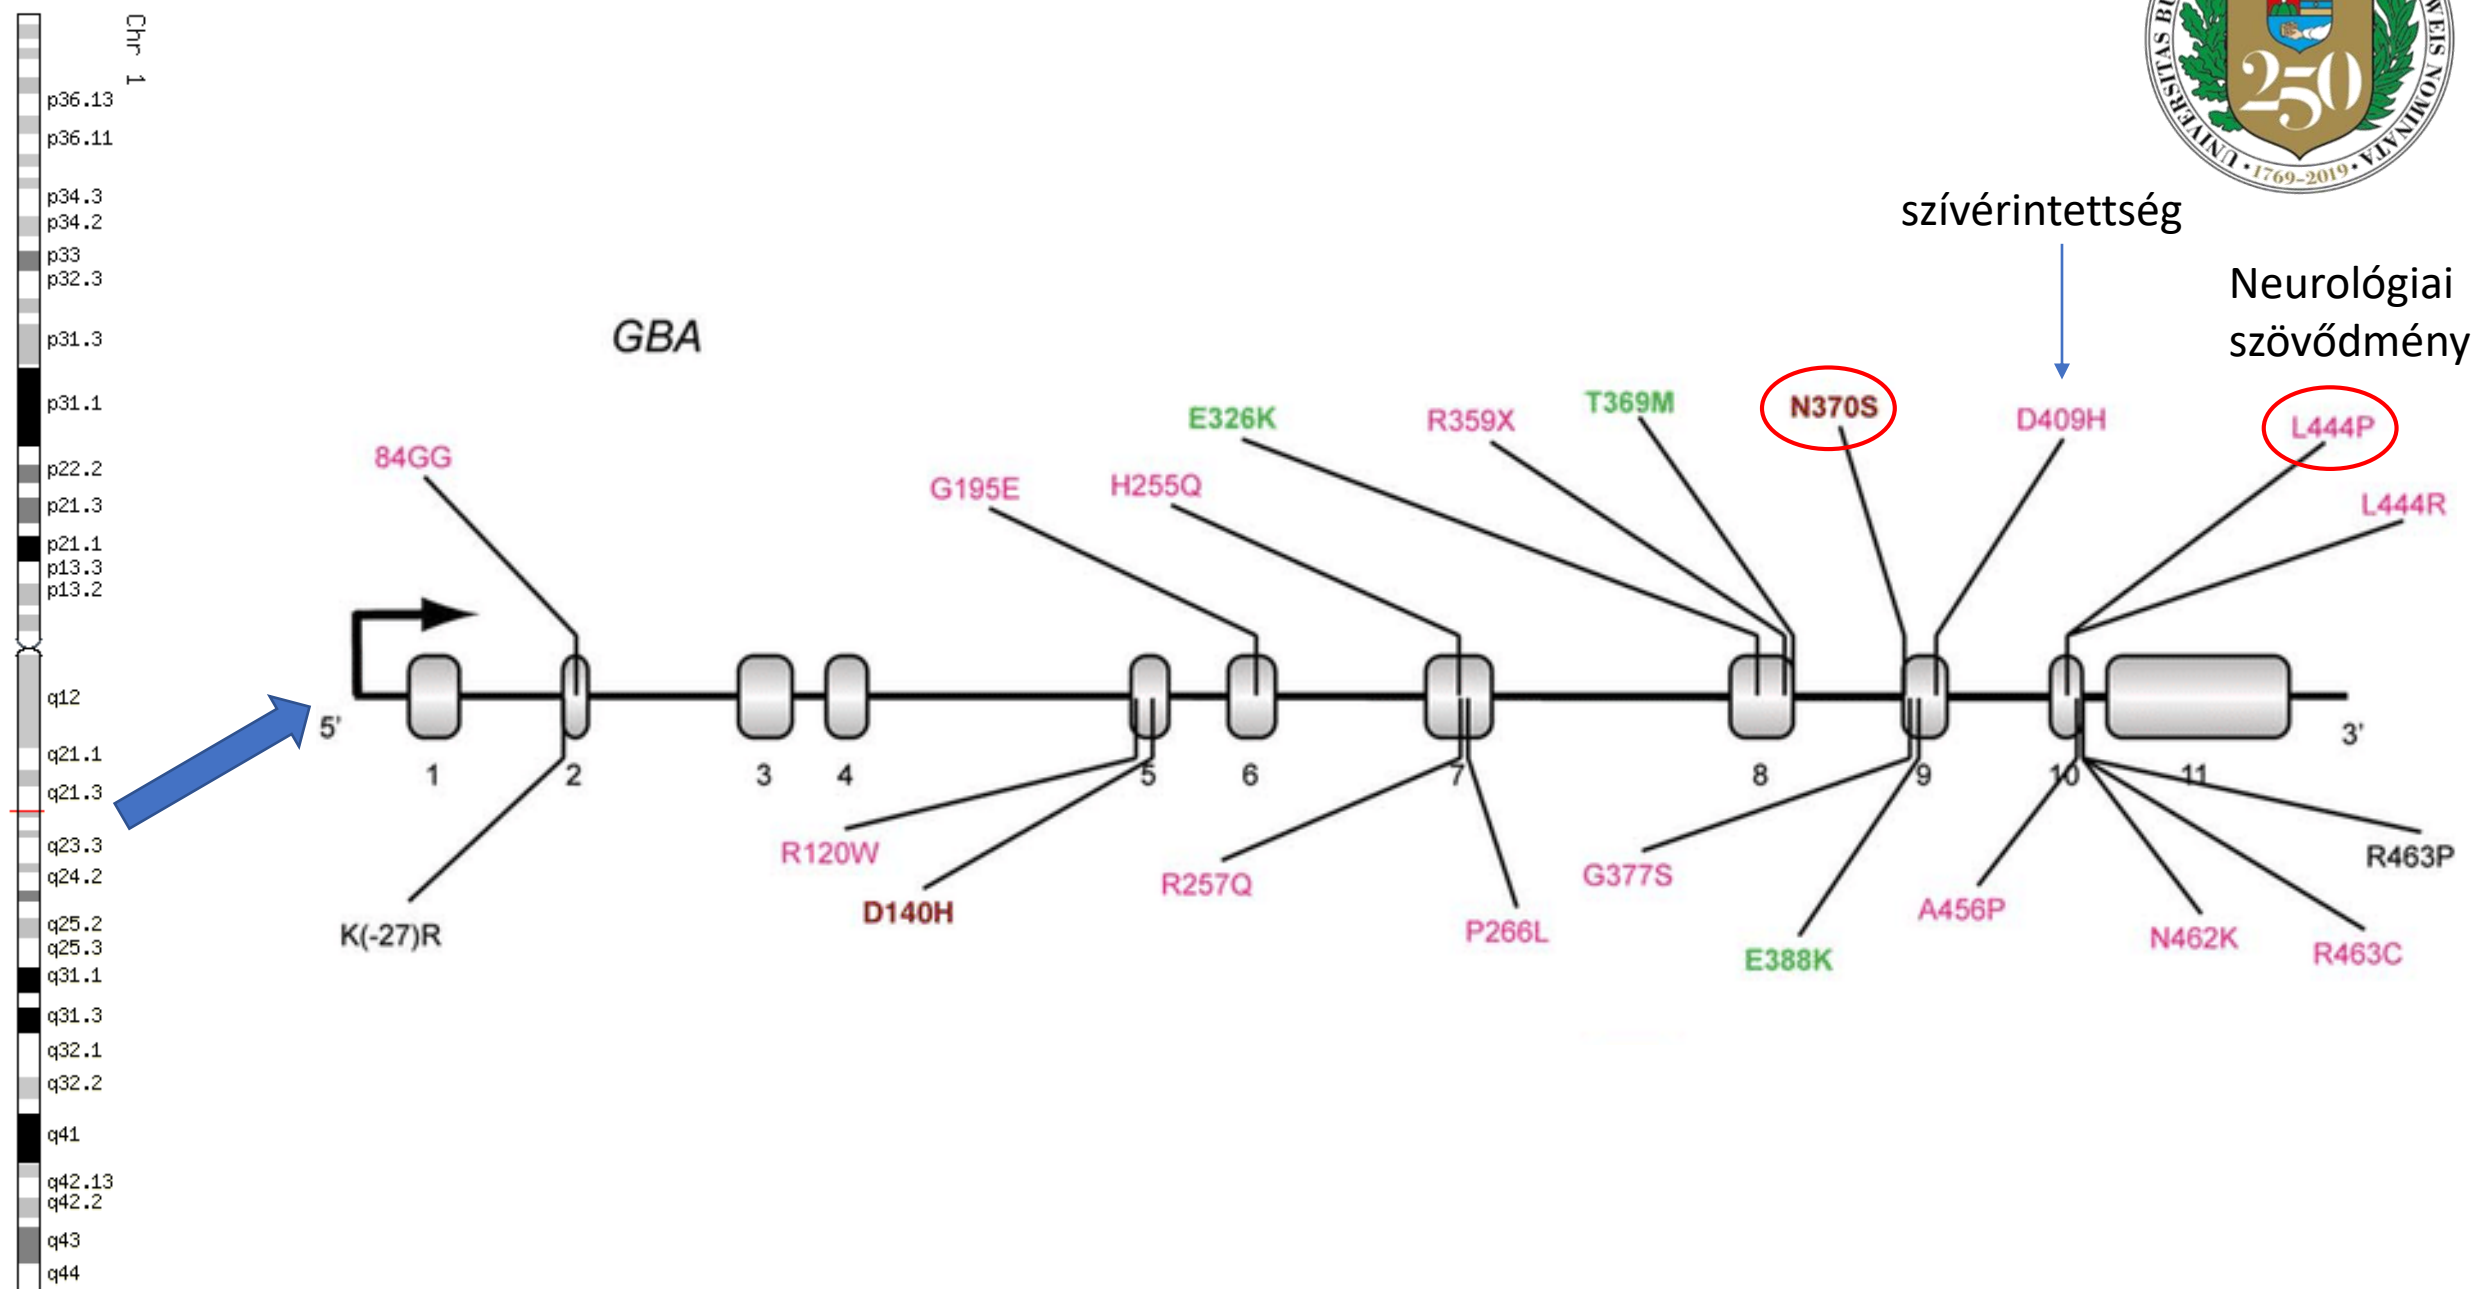 Chr 1
p36.13
p36.11
p34.3
p34.2
p33
p32.3
p31.3
p31.1
p22.2
p21.3
p21.1
p13.3
p13.2
q12
q21.1
q21.3
q23.3
q24.2
q25.2
q25.3
q31.1
q31.3
q32.1
q32.2
q41
q42.13
q42.2
q43
q44
250
UNIVERSITAS
WEIS NOMINATA
•1769-2019•
szívérintettség
Neurológiai
szövődmény
GBA
84GG
G195E
H255Q
E326K
R359X
T369M
N370S
D409H
L444P
L444R
5'
3'
1
2
3
4
5
6
7
8
9
10
11
K(-27)R
R120W
D140H
R257Q
P266L
G377S
E388K
A456P
N462K
R463C
R463P